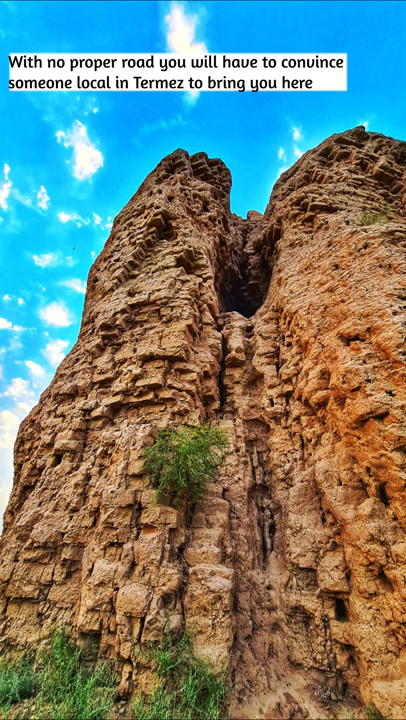 With no proper road you will have to convince
someone local in Termez to bring you here